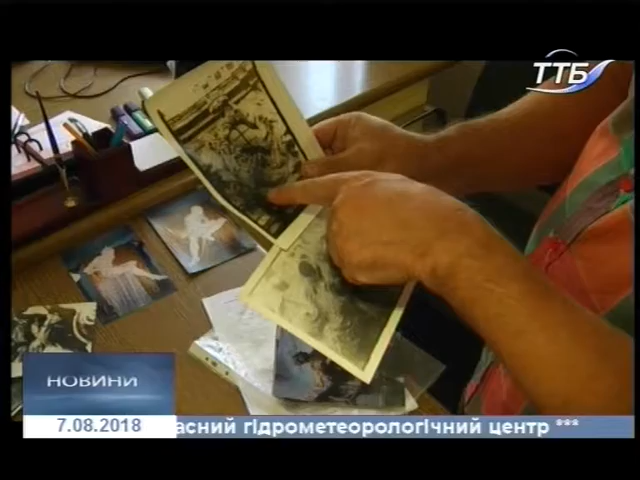 ТТБ
НОВИНИ
7.08.2018
асний гідрометеорологічний центр ***